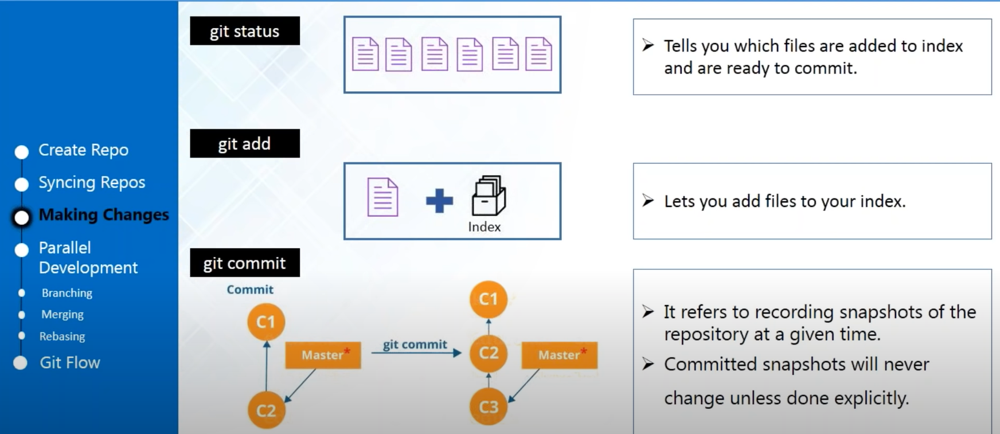 Create Repo
Syncing Repos
Making Changes
Parallel
Development
Branching
Merging
Rebasing
Git Flow
git status
➤ Tells you which files are added to index
and are ready to commit.
git add
Index
➤ Lets you add files to your index.
git commit
Commit
C1
Master*
C2
git commit
C1
C2
Master*
C3
➤ It refers to recording snapshots of the
repository at a given time.
➤ Committed snapshots will never
change unless done explicitly.